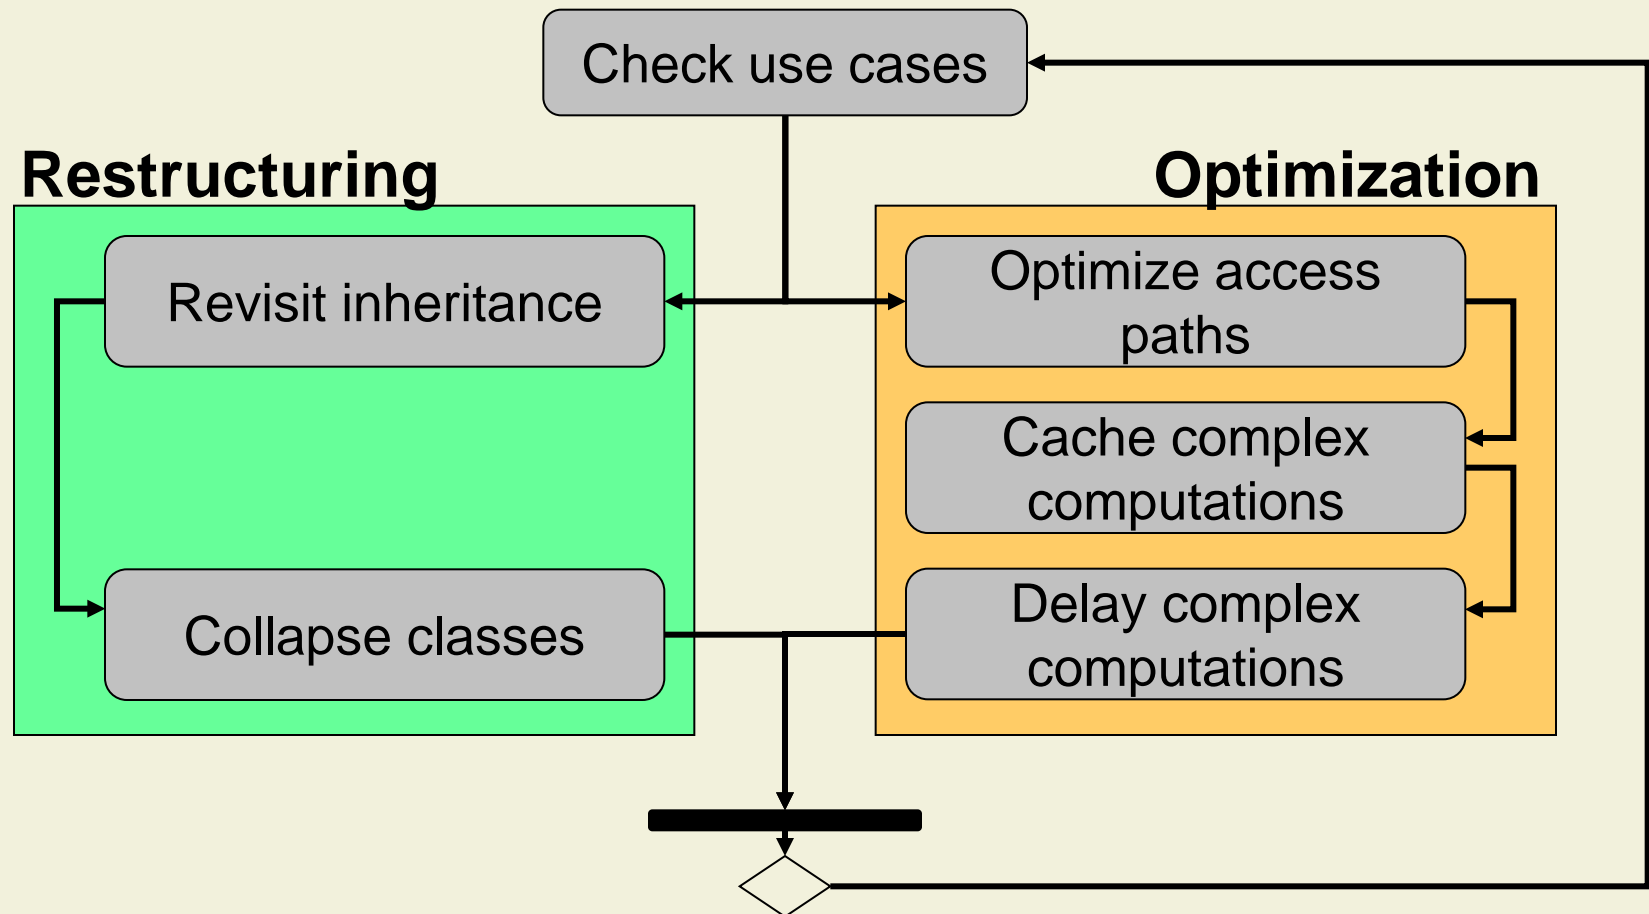 Check use cases
Restructuring
Optimization
Revisit inheritance
Optimize access
paths
Cache complex
computations
Collapse classes
Delay complex
computations